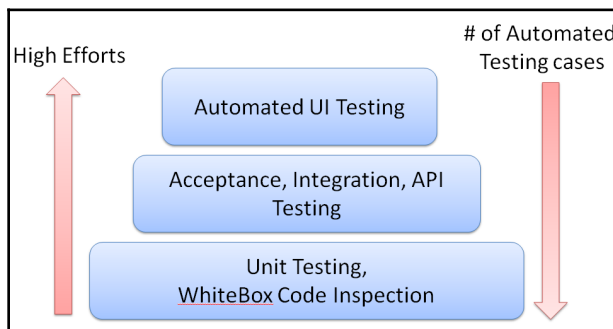 High Efforts
# of Automated
Testing cases
Automated UI Testing
Acceptance, Integration, API
Testing
Unit Testing,
WhiteBox Code Inspection